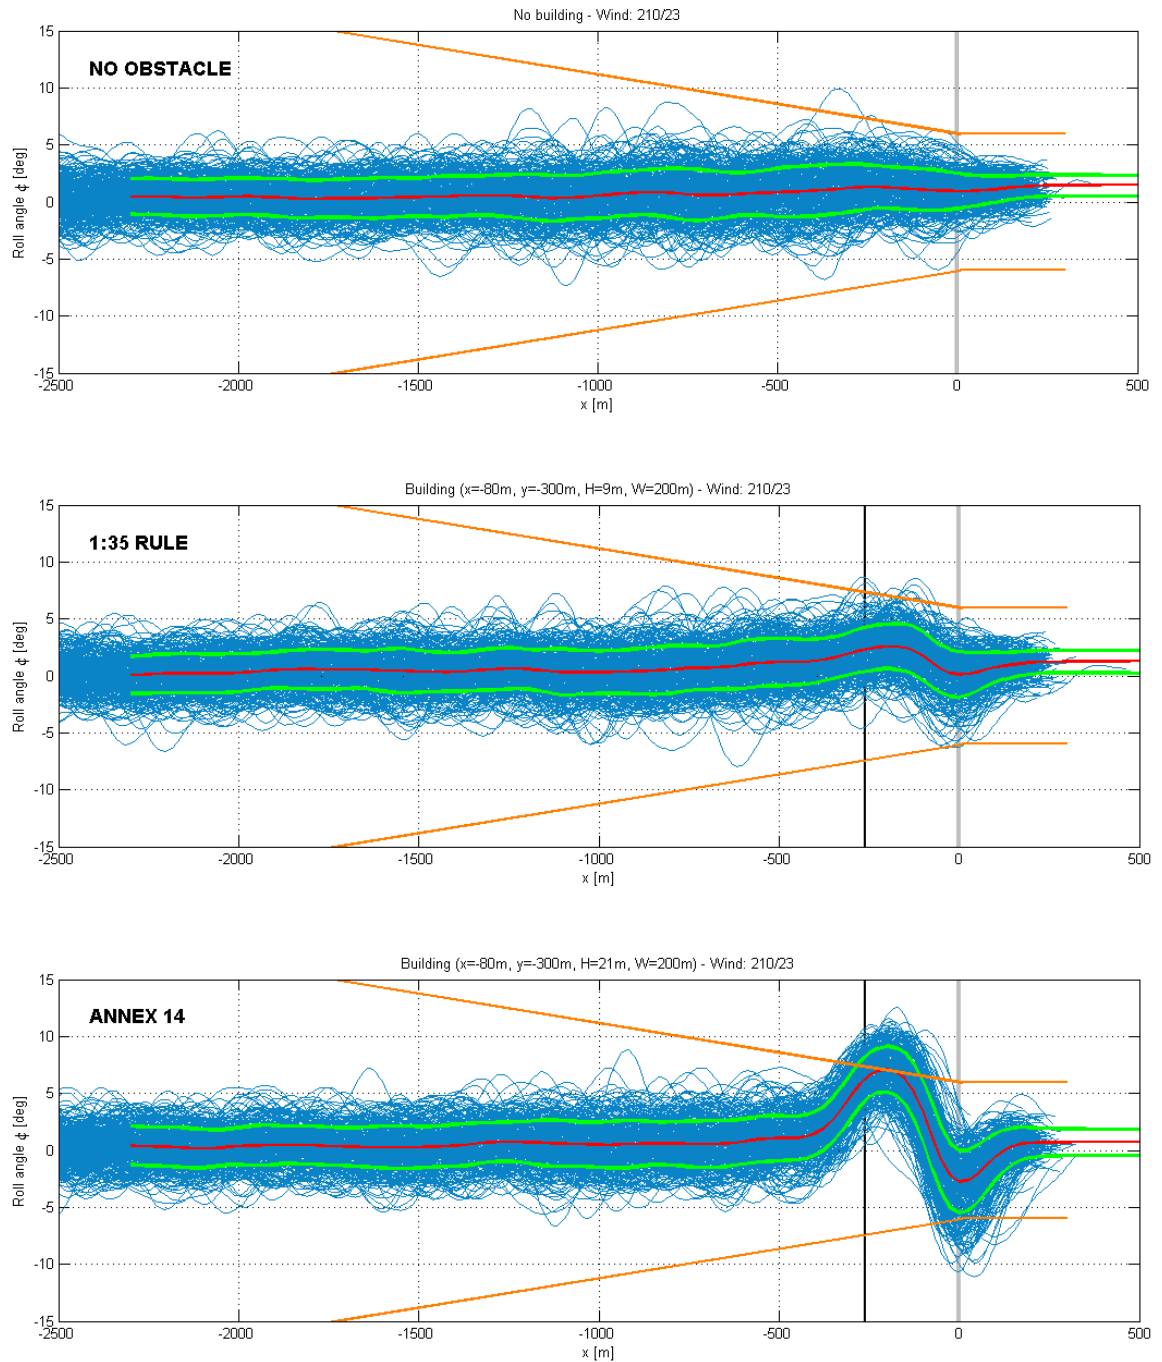 No building - Wind: 210/23
15
NO OBSTACLE
10
5
0
-5
-10
-15
Roll angle ϕ [deg]
-2500 -2000 -1500 -1000 -500 0 500
x [m]
Building (x=-80m, y=-300m, H=9m, W=200m) - Wind: 210/23
15
1:35 RULE
10
5
0
-5
-10
-15
Roll angle ϕ [deg]
-2500 -2000 -1500 -1000 -500 0 500
x [m]
Building (x=-80m, y=-300m, H=21m, W=200m) - Wind: 210/23
15
ANNEX 14
10
5
0
-5
-10
-15
Roll angle ϕ [deg]
-2500 -2000 -1500 -1000 -500 0 500
x [m]